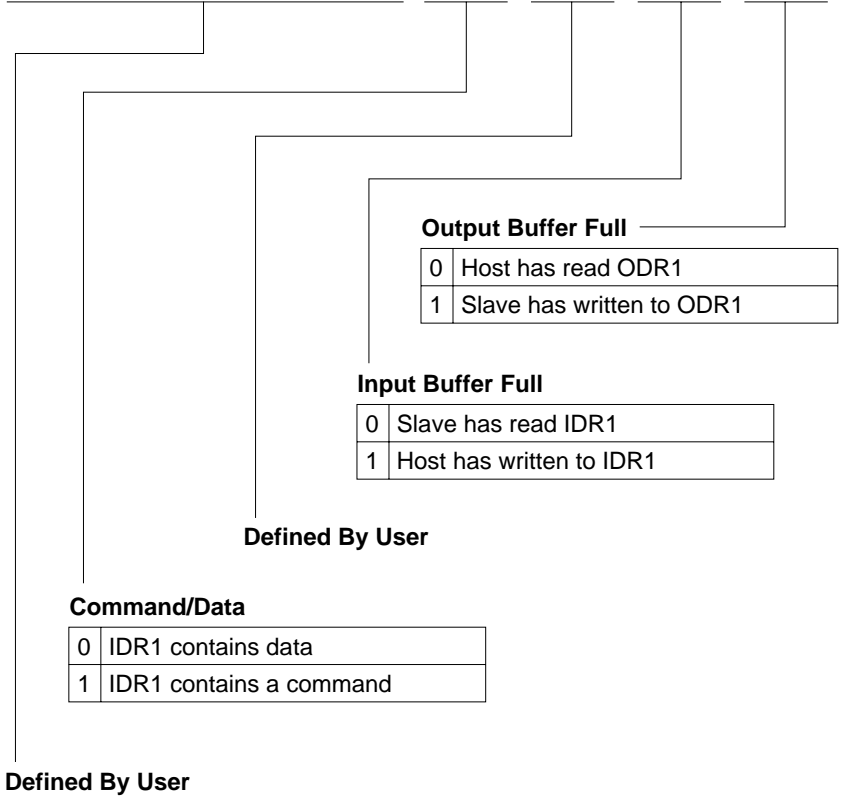 Output Buffer Full
0 Host has read ODR1
1 Slave has written to ODR1
Input Buffer Full
0 Slave has read IDR1
1 Host has written to IDR1
Defined By User
Command/Data
0 IDR1 contains data
1 IDR1 contains a command
Defined By User